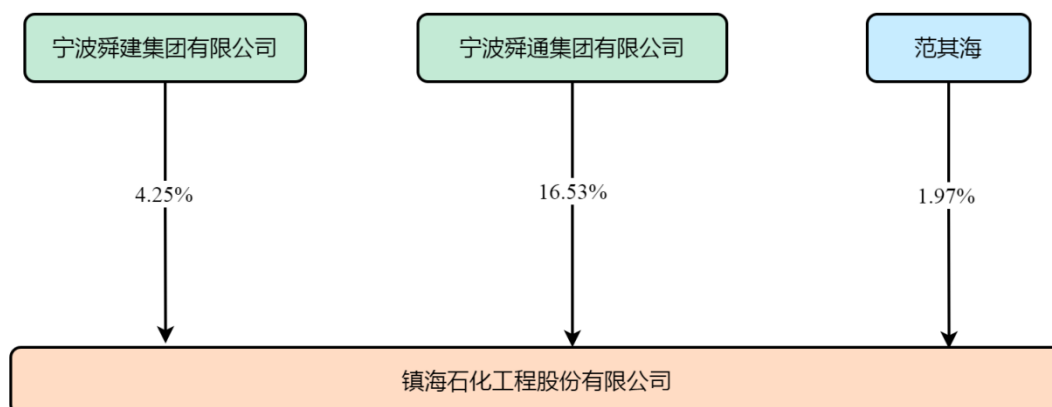 宁波舜建集团有限公司
宁波舜通集团有限公司
范其海
4.25%
16.53%
1.97%
镇海石化工程股份有限公司